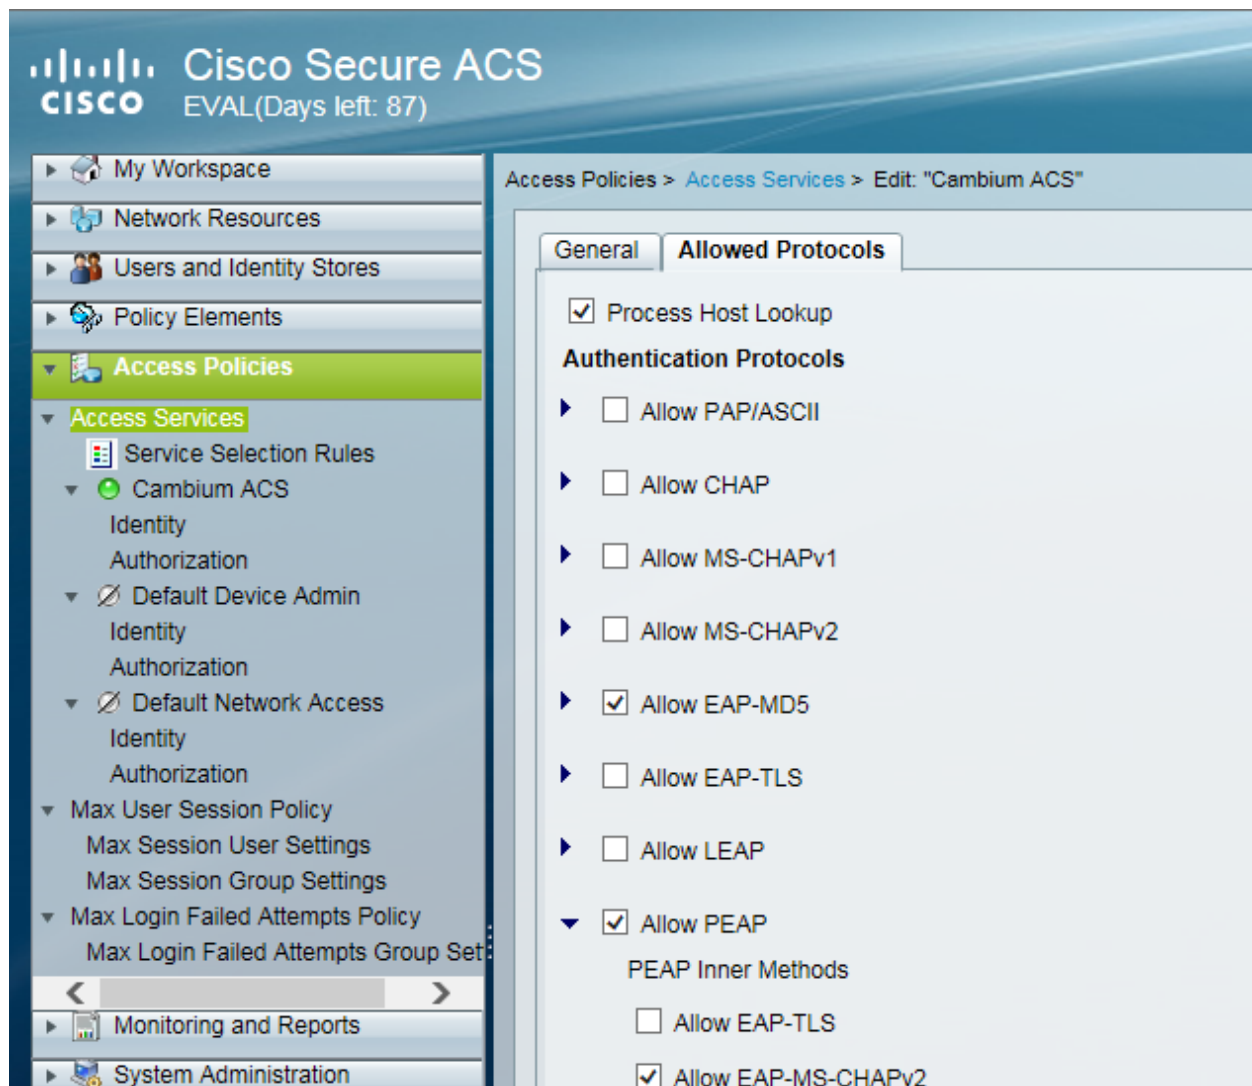 Cisco Secure ACS
CISCO
EVAL(Days left: 87)
My Workspace
Network Resources
Users and Identity Stores
Policy Elements
Access Policies
Access Services
Service Selection Rules
Cambium ACS
Identity
Authorization
Default Device Admin
Identity
Authorization
Default Network Access
Identity
Authorization
Max User Session Policy
Max Session User Settings
Max Session Group Settings
Max Login Failed Attempts Policy
Max Login Failed Attempts Group Set
Monitoring and Reports
System Administration
Access Policies > Access Services > Edit: "Cambium ACS"
General
Allowed Protocols
Process Host Lookup
Authentication Protocols
Allow PAP/ASCII
Allow CHAP
Allow MS-CHAPv1
Allow MS-CHAPv2
Allow EAP-MD5
Allow EAP-TLS
Allow LEAP
Allow PEAP
PEAP Inner Methods
Allow EAP-TLS
Allow EAP-MS-CHAPv2